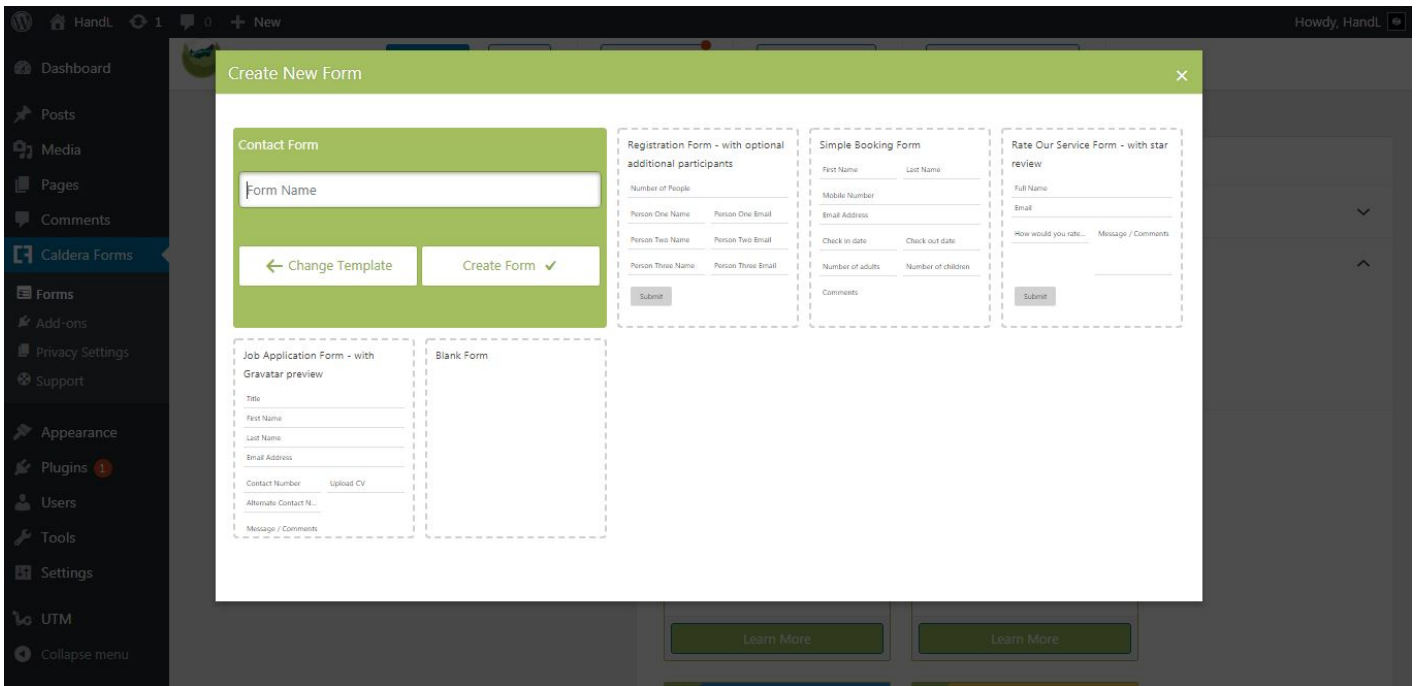 HandL
1
0
New
Howdy, HandL
Dashboard
Posts
Media
Pages
Comments
Caldera Forms
Forms
Add-ons
Privacy Settings
Support
Appearance
Plugins 1
Users
Tools
Settings
UTM
Collapse menu
Create New Form
×
Contact Form
Form Name
← Change Template
Create Form ✓
Registration Form - with optional
additional participants
Number of People
Person One Name Person One Email
Person Two Name Person Two Email
Person Three Name Person Three Email
Submit
Simple Booking Form
First Name Last Name
Mobile Number
Email Address
Check in date Check out date
Number of adults Number of children
Comments
Rate Our Service Form - with star
review
Full Name
Email
How would you rate... Message / Comments
Submit
Job Application Form - with
Gravatar preview
Title
First Name
Last Name
Email Address
Contact Number Upload CV
Alternate Contact N...
Message / Comments
Blank Form
Learn More
Learn More